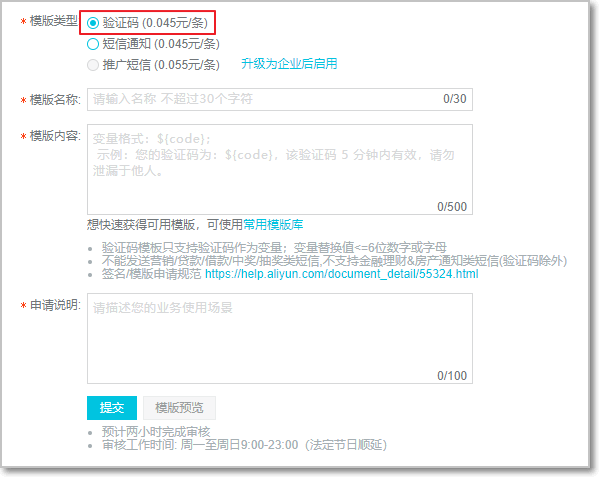 * 模版类型: 验证码 (0.045元/条)
短信通知 (0.045元/条)
推广短信 (0.055元/条) 升级为企业后启用
* 模版名称: 请输入名称 不超过30个字符 0/30
* 模版内容: 变量格式：${code};
示例：您的验证码为：${code}，该验证码 5 分钟内有效，请勿
泄漏于他人。
0/500
想快速获得可用模版，可使用常用模版库
• 验证码模板只支持验证码作为变量；变量替换值<=6位数字或字母
• 不能发送营销/贷款/借款/中奖/抽奖类短信,不支持金融理财&房产通知类短信(验证码除外)
• 签名/模版申请规范 https://help.aliyun.com/document_detail/55324.html
* 申请说明: 请描述您的业务使用场景
0/100
提交 模版预览
• 预计两小时完成审核
• 审核工作时间: 周一至周日9:00-23:00（法定节日顺延）